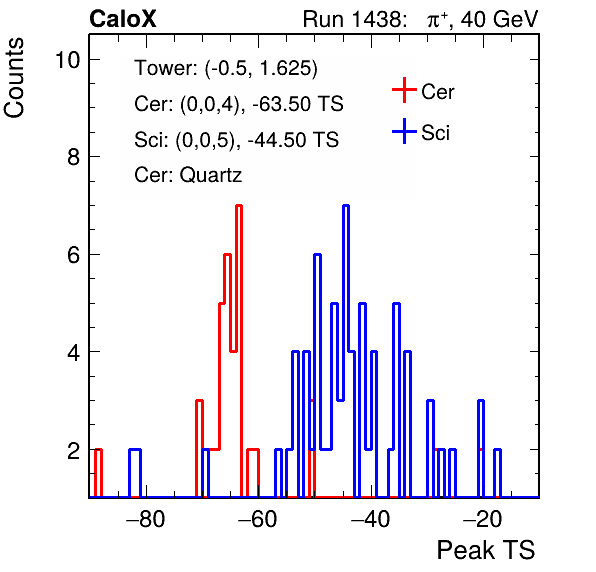 CaloX Run 1438: π⁺, 40 GeV
Counts
Tower: (-0.5, 1.625)
Cer: (0,0,4), -63.50 TS
Sci: (0,0,5), -44.50 TS
Cer: Quartz
Cer
Sci
10
8
6
4
2
−80 −60 −40 −20
Peak TS